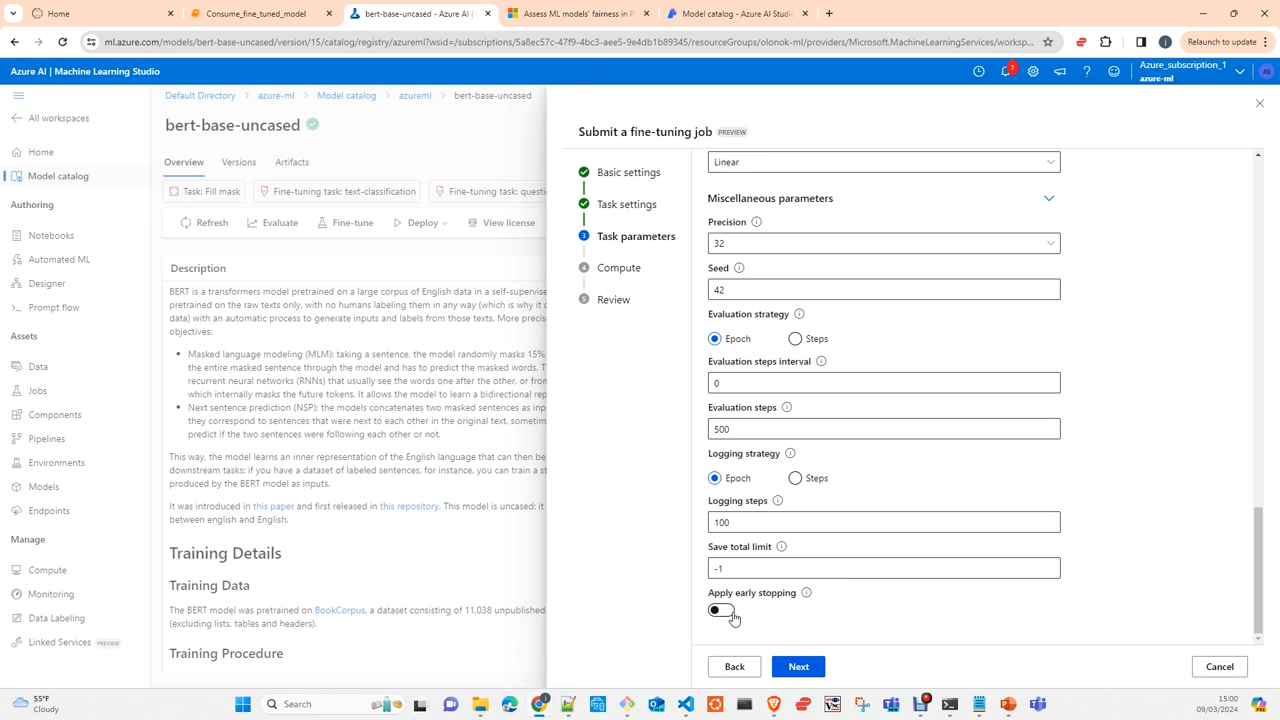 Home
Consume_fine_tuned_model
bert-base-uncased - Azure AI |
Assess ML models' fairness in P
Model catalog - Azure AI Studio
ml.azure.com/models/bert-base-uncased/version/15/catalog/registry/azureml?wsid=/subscriptions/5a8ec57c-47f9-4bc3-aee5-9e4db1b89345/resourceGroups/olonok-ml/providers/Microsoft.MachineLearningServices/worksp...
Relaunch to update
Azure AI | Machine Learning Studio
7
Azure_subscription_1
azure-ml
JG
All workspaces
Home
Model catalog
Authoring
Notebooks
Automated ML
Designer
Prompt flow
Assets
Data
Jobs
Components
Pipelines
Environments
Models
Endpoints
Manage
Compute
Monitoring
Data Labeling
Linked Services PREVIEW
Default Directory > azure-ml > Model catalog > azureml > bert-base-uncased
bert-base-uncased
Overview Versions Artifacts
Task: Fill mask Fine-tuning task: text-classification Fine-tuning task: questi
Refresh Evaluate Fine-tune Deploy View license
Description
BERT is a transformers model pretrained on a large corpus of English data in a self-supervise
pretrained on the raw texts only, with no humans labeling them in any way (which is why it c
data) with an automatic process to generate inputs and labels from those texts. More precise
objectives:
• Masked language modeling (MLM): taking a sentence, the model randomly masks 15%
the entire masked sentence through the model and has to predict the masked words. T
recurrent neural networks (RNNs) that usually see the words one after the other, or from
which internally masks the future tokens. It allows the model to learn a bidirectional rep
• Next sentence prediction (NSP): the models concatenates two masked sentences as inp
they correspond to sentences that were next to each other in the original text, sometim
predict if the two sentences were following each other or not.
This way, the model learns an inner representation of the English language that can then be
downstream tasks: if you have a dataset of labeled sentences, for instance, you can train a st
produced by the BERT model as inputs.
It was introduced in this paper and first released in this repository. This model is uncased: it
between english and English.
Training Details
Training Data
The BERT model was pretrained on BookCorpus, a dataset consisting of 11,038 unpublished
(excluding lists, tables and headers).
Training Procedure
Submit a fine-tuning job PREVIEW
Basic settings
Task settings
3 Task parameters
4 Compute
5 Review
Linear
Miscellaneous parameters
Precision
32
Seed
42
Evaluation strategy
Epoch Steps
Evaluation steps interval
0
Evaluation steps
500
Logging strategy
Epoch Steps
Logging steps
100
Save total limit
-1
Apply early stopping
Back Next Cancel
55°F
Cloudy
Search
15:00
09/03/2024